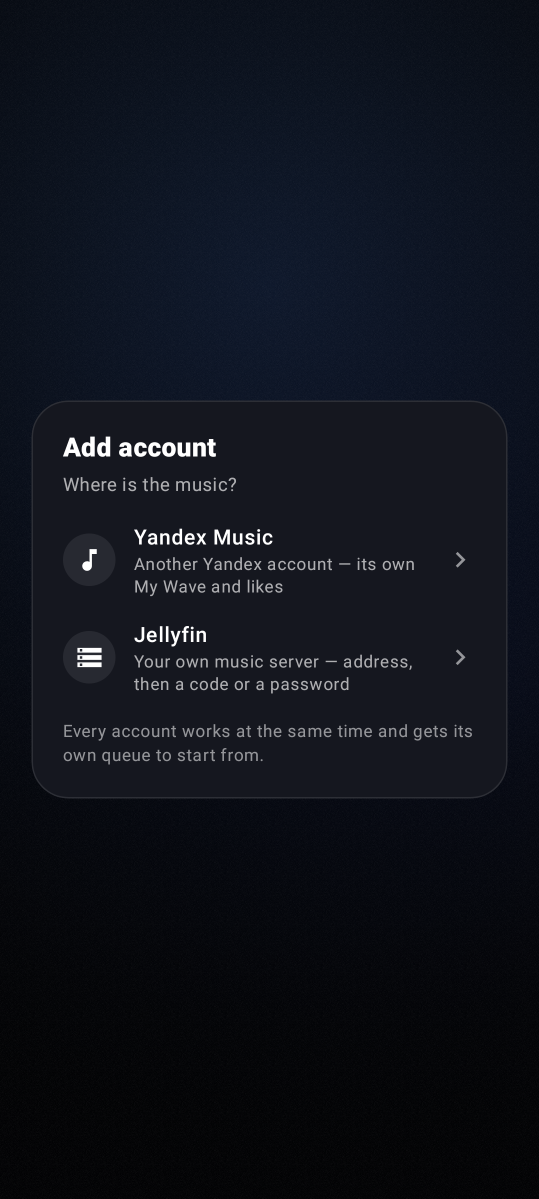 Add account
Where is the music?
Yandex Music
Another Yandex account — its own
My Wave and likes
Jellyfin
Your own music server — address,
then a code or a password
Every account works at the same time and gets its
own queue to start from.